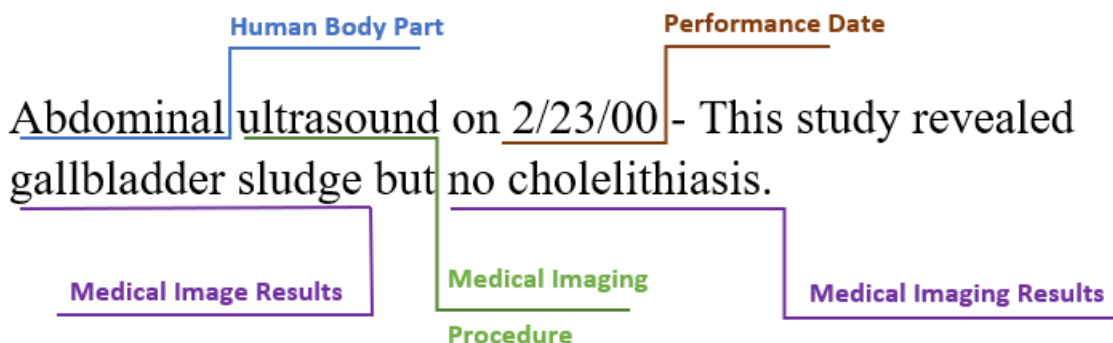 Human Body Part
Performance Date
Abdominal ultrasound on 2/23/00 - This study revealed
gallbladder sludge but no cholelithiasis.
Medical Image Results
Medical Imaging
Procedure
Medical Imaging Results